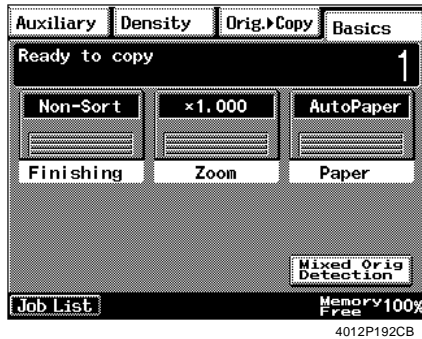 Auxiliary Density Orig.▶Copy Basics
Ready to copy 1
Non-Sort ×1.000 AutoPaper
Finishing Zoom Paper
Mixed Orig
Detection
Job List Memory Free 100%
4012P192CB